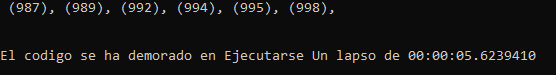 (987), (989), (992), (994), (995), (998),
El codigo se ha demorado en Ejecutarse Un lapso de 00:00:05.6239410